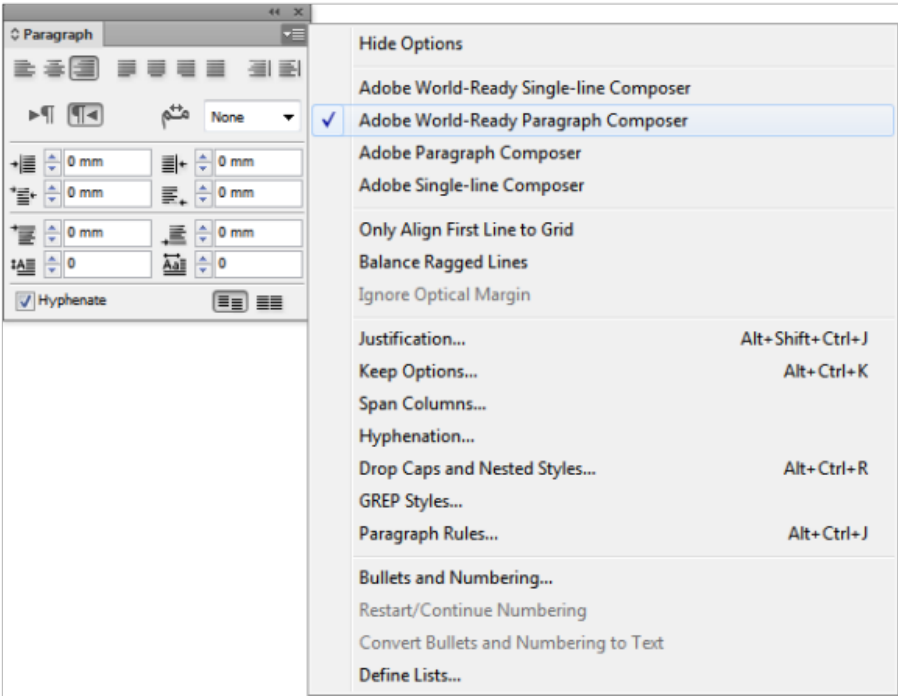 Paragraph
None
0 mm 0 mm
0 mm 0 mm
0 mm 0 mm
0 0
Hyphenate
Hide Options
Adobe World-Ready Single-line Composer
Adobe World-Ready Paragraph Composer
Adobe Paragraph Composer
Adobe Single-line Composer
Only Align First Line to Grid
Balance Ragged Lines
Ignore Optical Margin
Justification... Alt+Shift+Ctrl+J
Keep Options... Alt+Ctrl+K
Span Columns...
Hyphenation...
Drop Caps and Nested Styles... Alt+Ctrl+R
GREP Styles...
Paragraph Rules... Alt+Ctrl+J
Bullets and Numbering...
Restart/Continue Numbering
Convert Bullets and Numbering to Text
Define Lists...